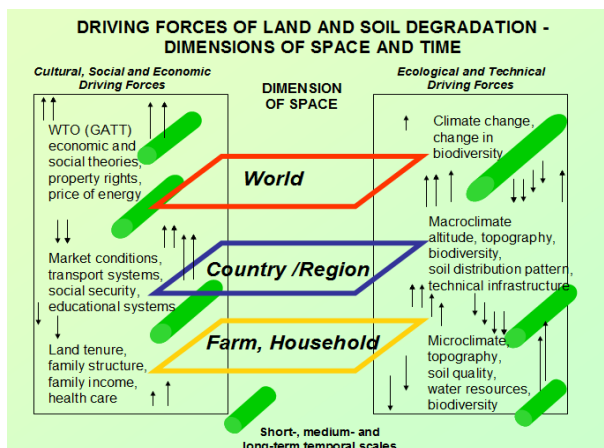 DRIVING FORCES OF LAND AND SOIL DEGRADATION -
DIMENSIONS OF SPACE AND TIME
Cultural, Social and Economic
Driving Forces
DIMENSION
OF SPACE
Ecological and Technical
Driving Forces
WTO (GATT)
economic and
social theories,
property rights,
price of energy
Market conditions,
transport systems,
social security,
educational systems
Land tenure,
family structure,
family income,
health care
World
Country /Region
Farm, Household
Climate change,
change in
biodiversity
Macroclimate
altitude, topography,
biodiversity,
soil distribution pattern,
technical infrastructure
Microclimate,
topography,
soil quality,
water resources,
biodiversity
Short-, medium- and
long-term temporal scales